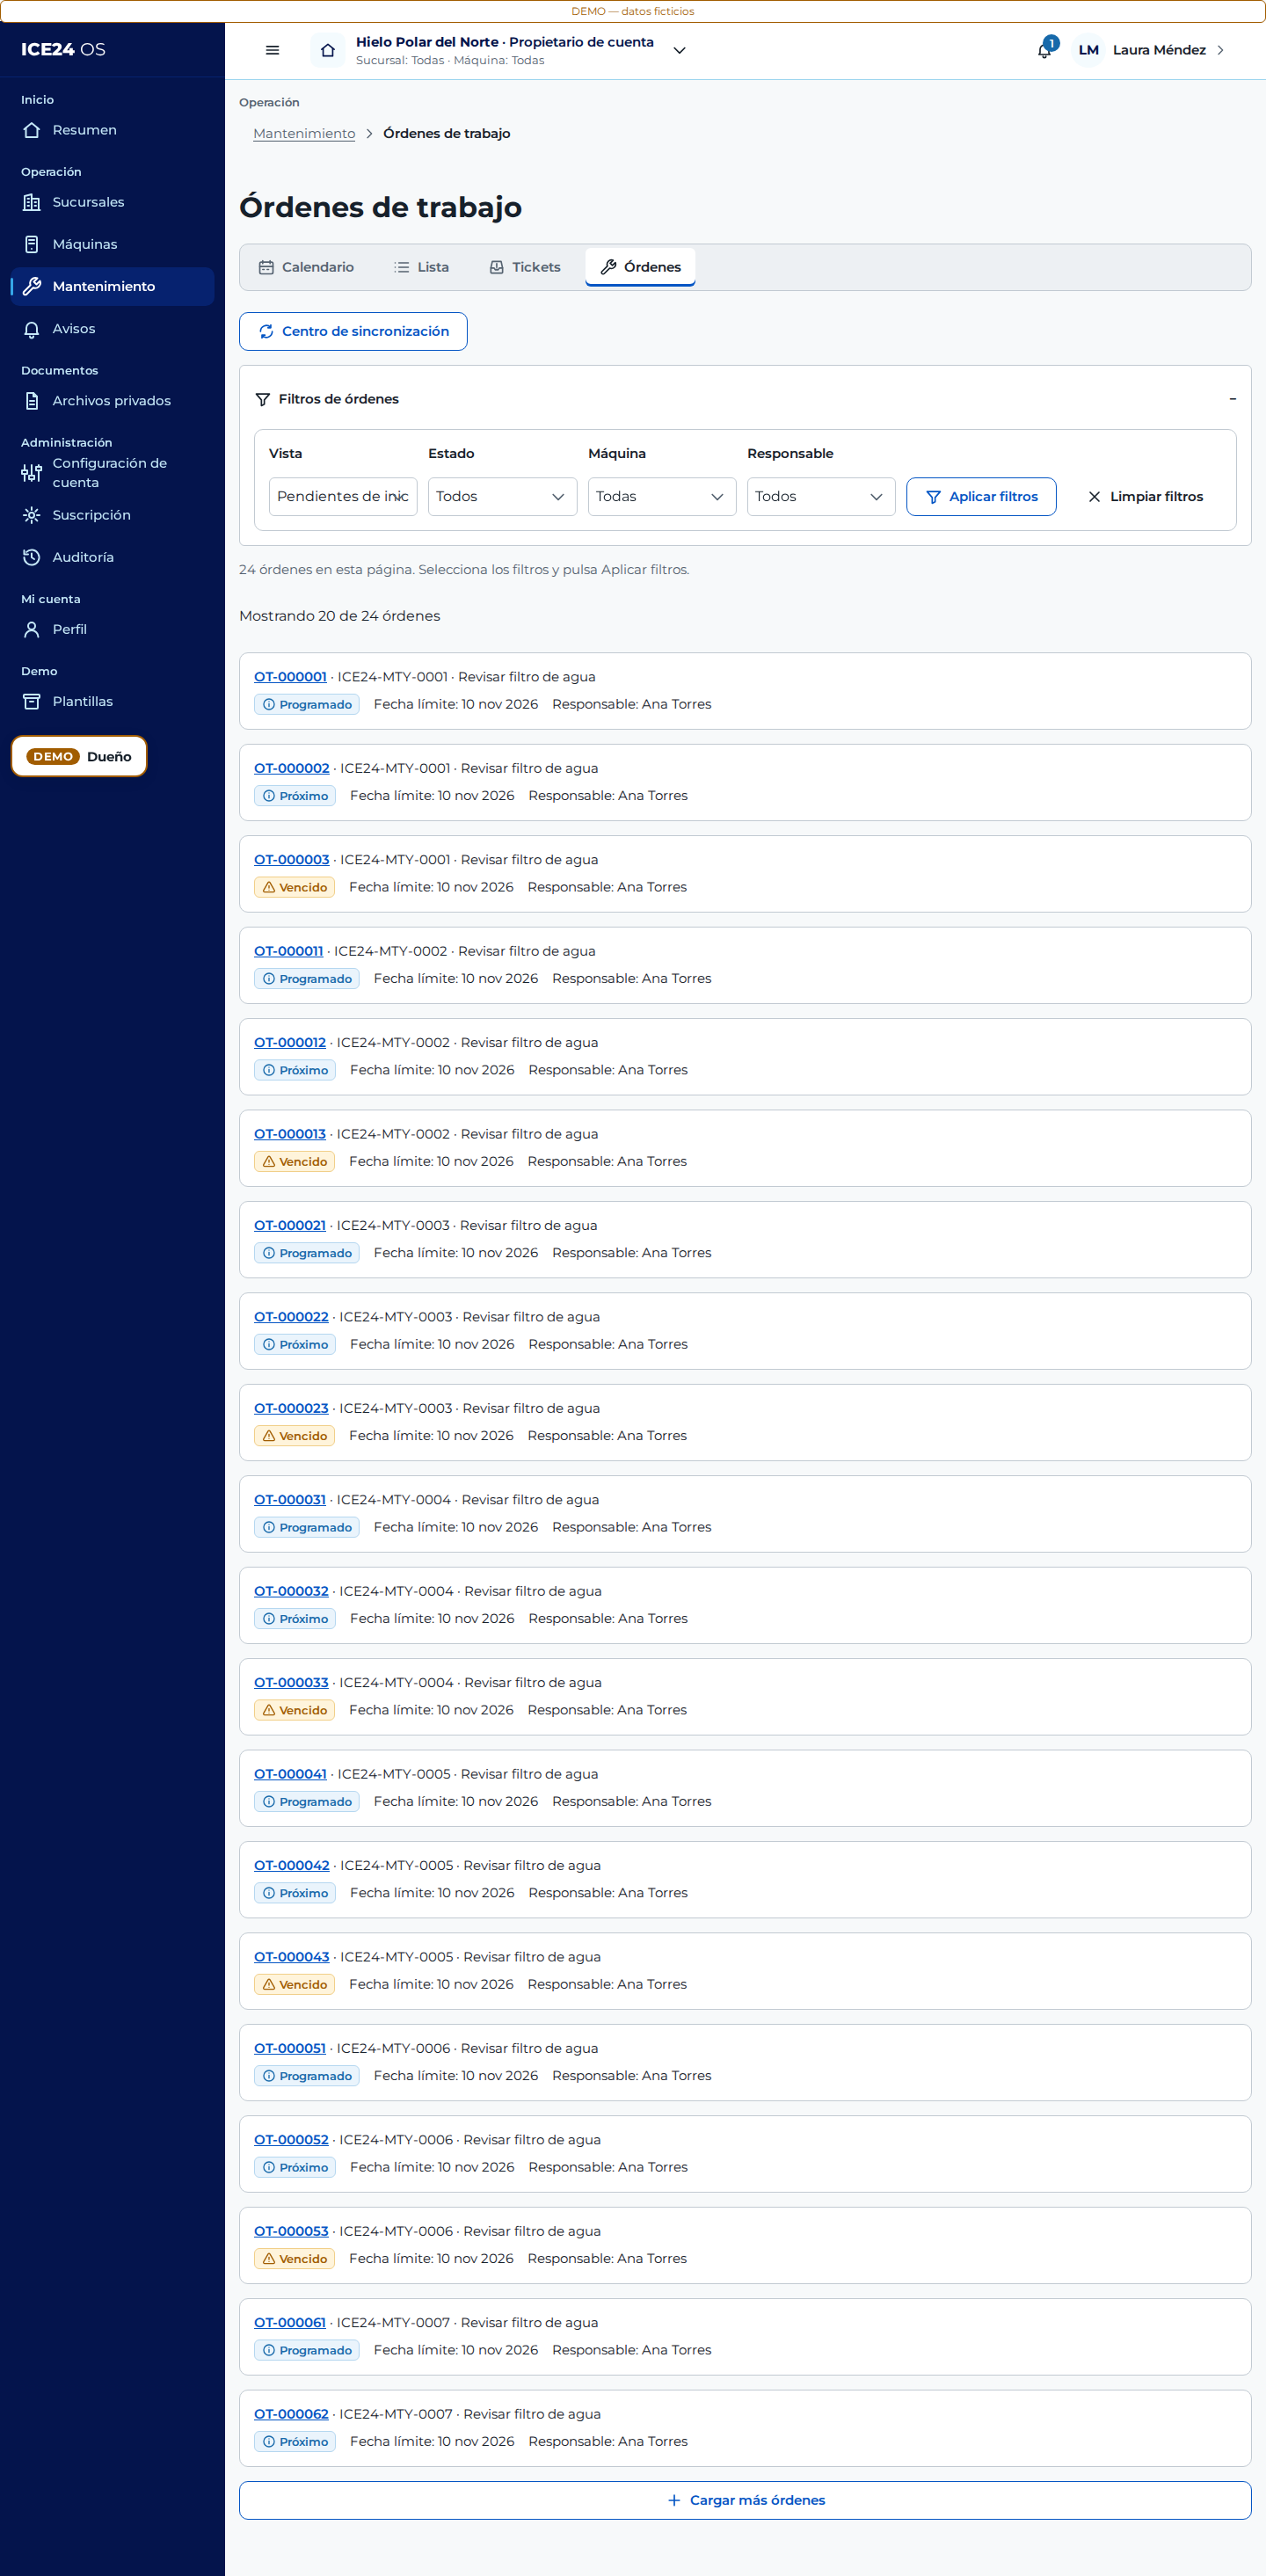 DEMO — datos ficticios
ICE24 OS
Inicio
Resumen
Operación
Sucursales
Máquinas
Mantenimiento
Avisos
Documentos
Archivos privados
Administración
Configuración de
cuenta
Suscripción
Auditoría
Mi cuenta
Perfil
Demo
Plantillas
DEMO Dueño
Hielo Polar del Norte · Propietario de cuenta
Sucursal: Todas · Máquina: Todas
1
LM Laura Méndez
Operación
Mantenimiento > Órdenes de trabajo
Órdenes de trabajo
Calendario Lista Tickets Órdenes
Centro de sincronización
Filtros de órdenes −
Vista Estado Máquina Responsable
Pendientes de inic Todos Todas Todos Aplicar filtros Limpiar filtros
24 órdenes en esta página. Selecciona los filtros y pulsa Aplicar filtros.
Mostrando 20 de 24 órdenes
OT-000001 · ICE24-MTY-0001 · Revisar filtro de agua
Programado Fecha límite: 10 nov 2026 Responsable: Ana Torres
OT-000002 · ICE24-MTY-0001 · Revisar filtro de agua
Próximo Fecha límite: 10 nov 2026 Responsable: Ana Torres
OT-000003 · ICE24-MTY-0001 · Revisar filtro de agua
Vencido Fecha límite: 10 nov 2026 Responsable: Ana Torres
OT-000011 · ICE24-MTY-0002 · Revisar filtro de agua
Programado Fecha límite: 10 nov 2026 Responsable: Ana Torres
OT-000012 · ICE24-MTY-0002 · Revisar filtro de agua
Próximo Fecha límite: 10 nov 2026 Responsable: Ana Torres
OT-000013 · ICE24-MTY-0002 · Revisar filtro de agua
Vencido Fecha límite: 10 nov 2026 Responsable: Ana Torres
OT-000021 · ICE24-MTY-0003 · Revisar filtro de agua
Programado Fecha límite: 10 nov 2026 Responsable: Ana Torres
OT-000022 · ICE24-MTY-0003 · Revisar filtro de agua
Próximo Fecha límite: 10 nov 2026 Responsable: Ana Torres
OT-000023 · ICE24-MTY-0003 · Revisar filtro de agua
Vencido Fecha límite: 10 nov 2026 Responsable: Ana Torres
OT-000031 · ICE24-MTY-0004 · Revisar filtro de agua
Programado Fecha límite: 10 nov 2026 Responsable: Ana Torres
OT-000032 · ICE24-MTY-0004 · Revisar filtro de agua
Próximo Fecha límite: 10 nov 2026 Responsable: Ana Torres
OT-000033 · ICE24-MTY-0004 · Revisar filtro de agua
Vencido Fecha límite: 10 nov 2026 Responsable: Ana Torres
OT-000041 · ICE24-MTY-0005 · Revisar filtro de agua
Programado Fecha límite: 10 nov 2026 Responsable: Ana Torres
OT-000042 · ICE24-MTY-0005 · Revisar filtro de agua
Próximo Fecha límite: 10 nov 2026 Responsable: Ana Torres
OT-000043 · ICE24-MTY-0005 · Revisar filtro de agua
Vencido Fecha límite: 10 nov 2026 Responsable: Ana Torres
OT-000051 · ICE24-MTY-0006 · Revisar filtro de agua
Programado Fecha límite: 10 nov 2026 Responsable: Ana Torres
OT-000052 · ICE24-MTY-0006 · Revisar filtro de agua
Próximo Fecha límite: 10 nov 2026 Responsable: Ana Torres
OT-000053 · ICE24-MTY-0006 · Revisar filtro de agua
Vencido Fecha límite: 10 nov 2026 Responsable: Ana Torres
OT-000061 · ICE24-MTY-0007 · Revisar filtro de agua
Programado Fecha límite: 10 nov 2026 Responsable: Ana Torres
OT-000062 · ICE24-MTY-0007 · Revisar filtro de agua
Próximo Fecha límite: 10 nov 2026 Responsable: Ana Torres
Cargar más órdenes